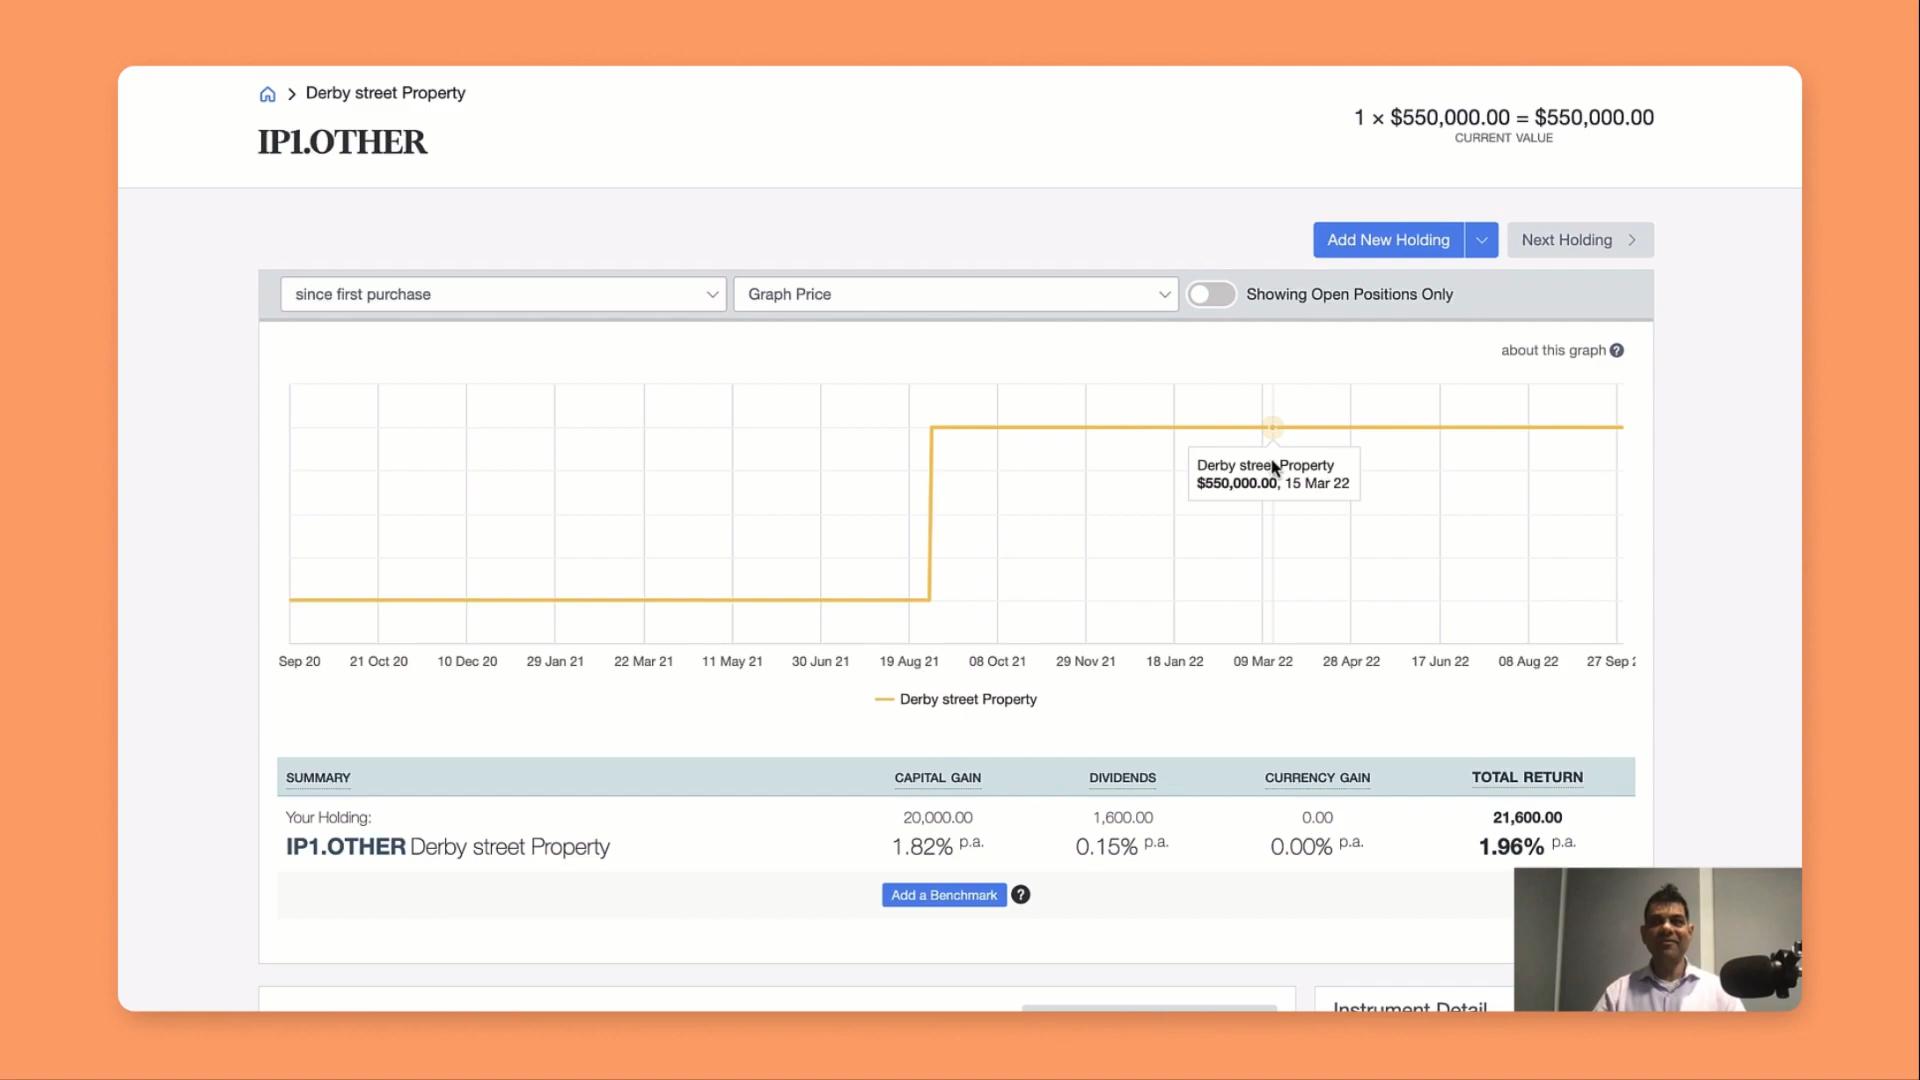 Derby street Property
IP1.OTHER
1 × $550,000.00 = $550,000.00
CURRENT VALUE
Add New Holding
Next Holding
since first purchase
Graph Price
Showing Open Positions Only
about this graph ?
Derby street Property
$550,000.00, 15 Mar 22
Sep 20 21 Oct 20 10 Dec 20 29 Jan 21 22 Mar 21 11 May 21 30 Jun 21 19 Aug 21 08 Oct 21 29 Nov 21 18 Jan 22 09 Mar 22 28 Apr 22 17 Jun 22 08 Aug 22 27 Sep
Derby street Property
SUMMARY CAPITAL GAIN DIVIDENDS CURRENCY GAIN TOTAL RETURN
Your Holding: 20,000.00 1,600.00 0.00 21,600.00
IP1.OTHER Derby street Property 1.82% p.a. 0.15% p.a. 0.00% p.a. 1.96% p.a.
Add a Benchmark ?
Instrument Detail